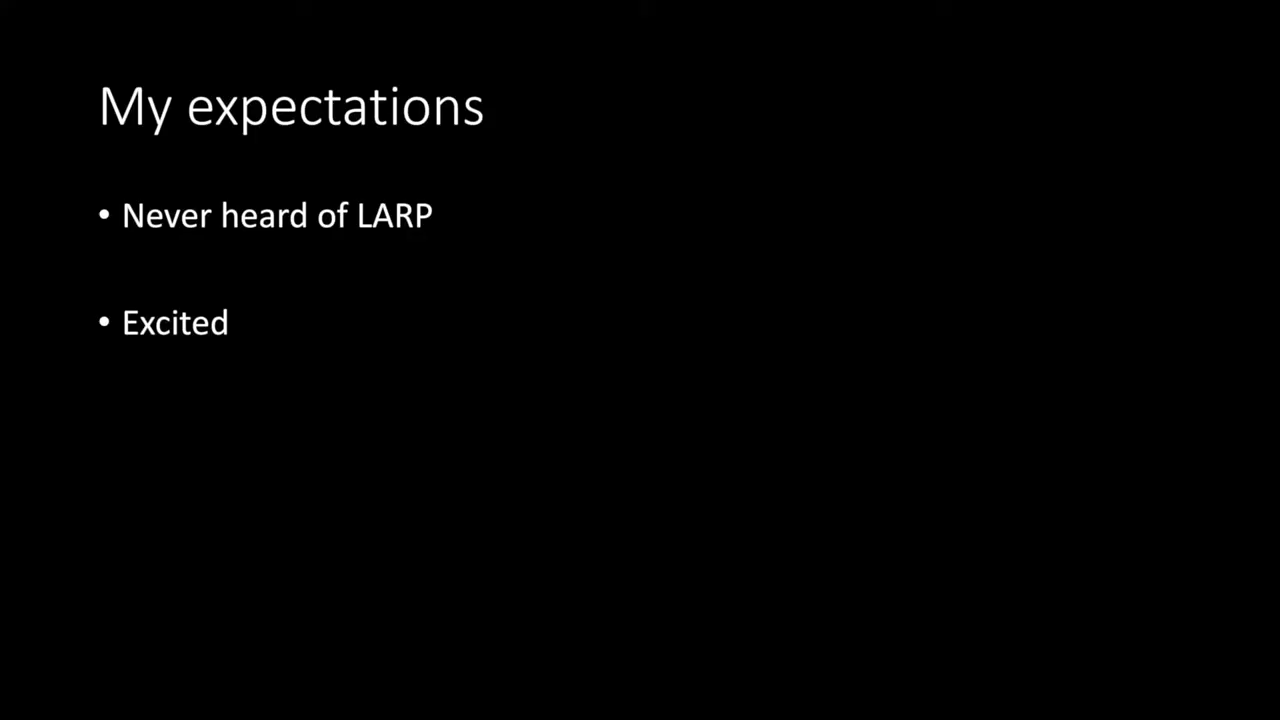 My expectations
• Never heard of LARP
• Excited